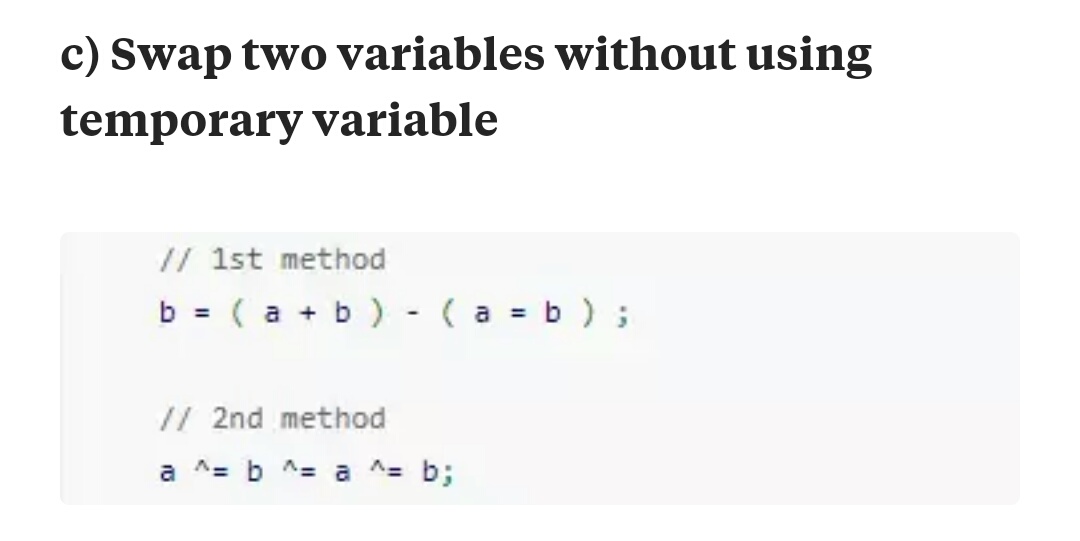 c) Swap two variables without using
temporary variable
// 1st method
b = ( a + b ) - ( a = b ) ;
// 2nd method
a ^= b ^= a ^= b;